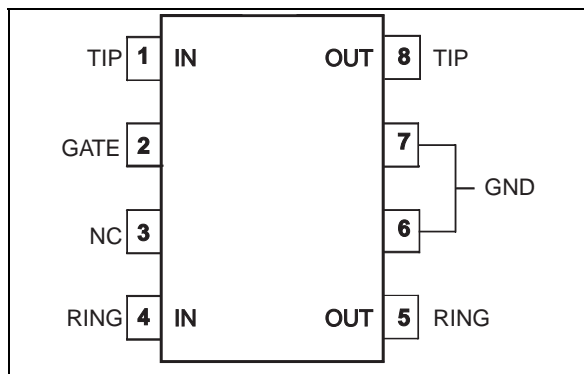 TIP 1 IN OUT 8 TIP
GATE 2 7
GND
NC 3 6
RING 4 IN OUT 5 RING